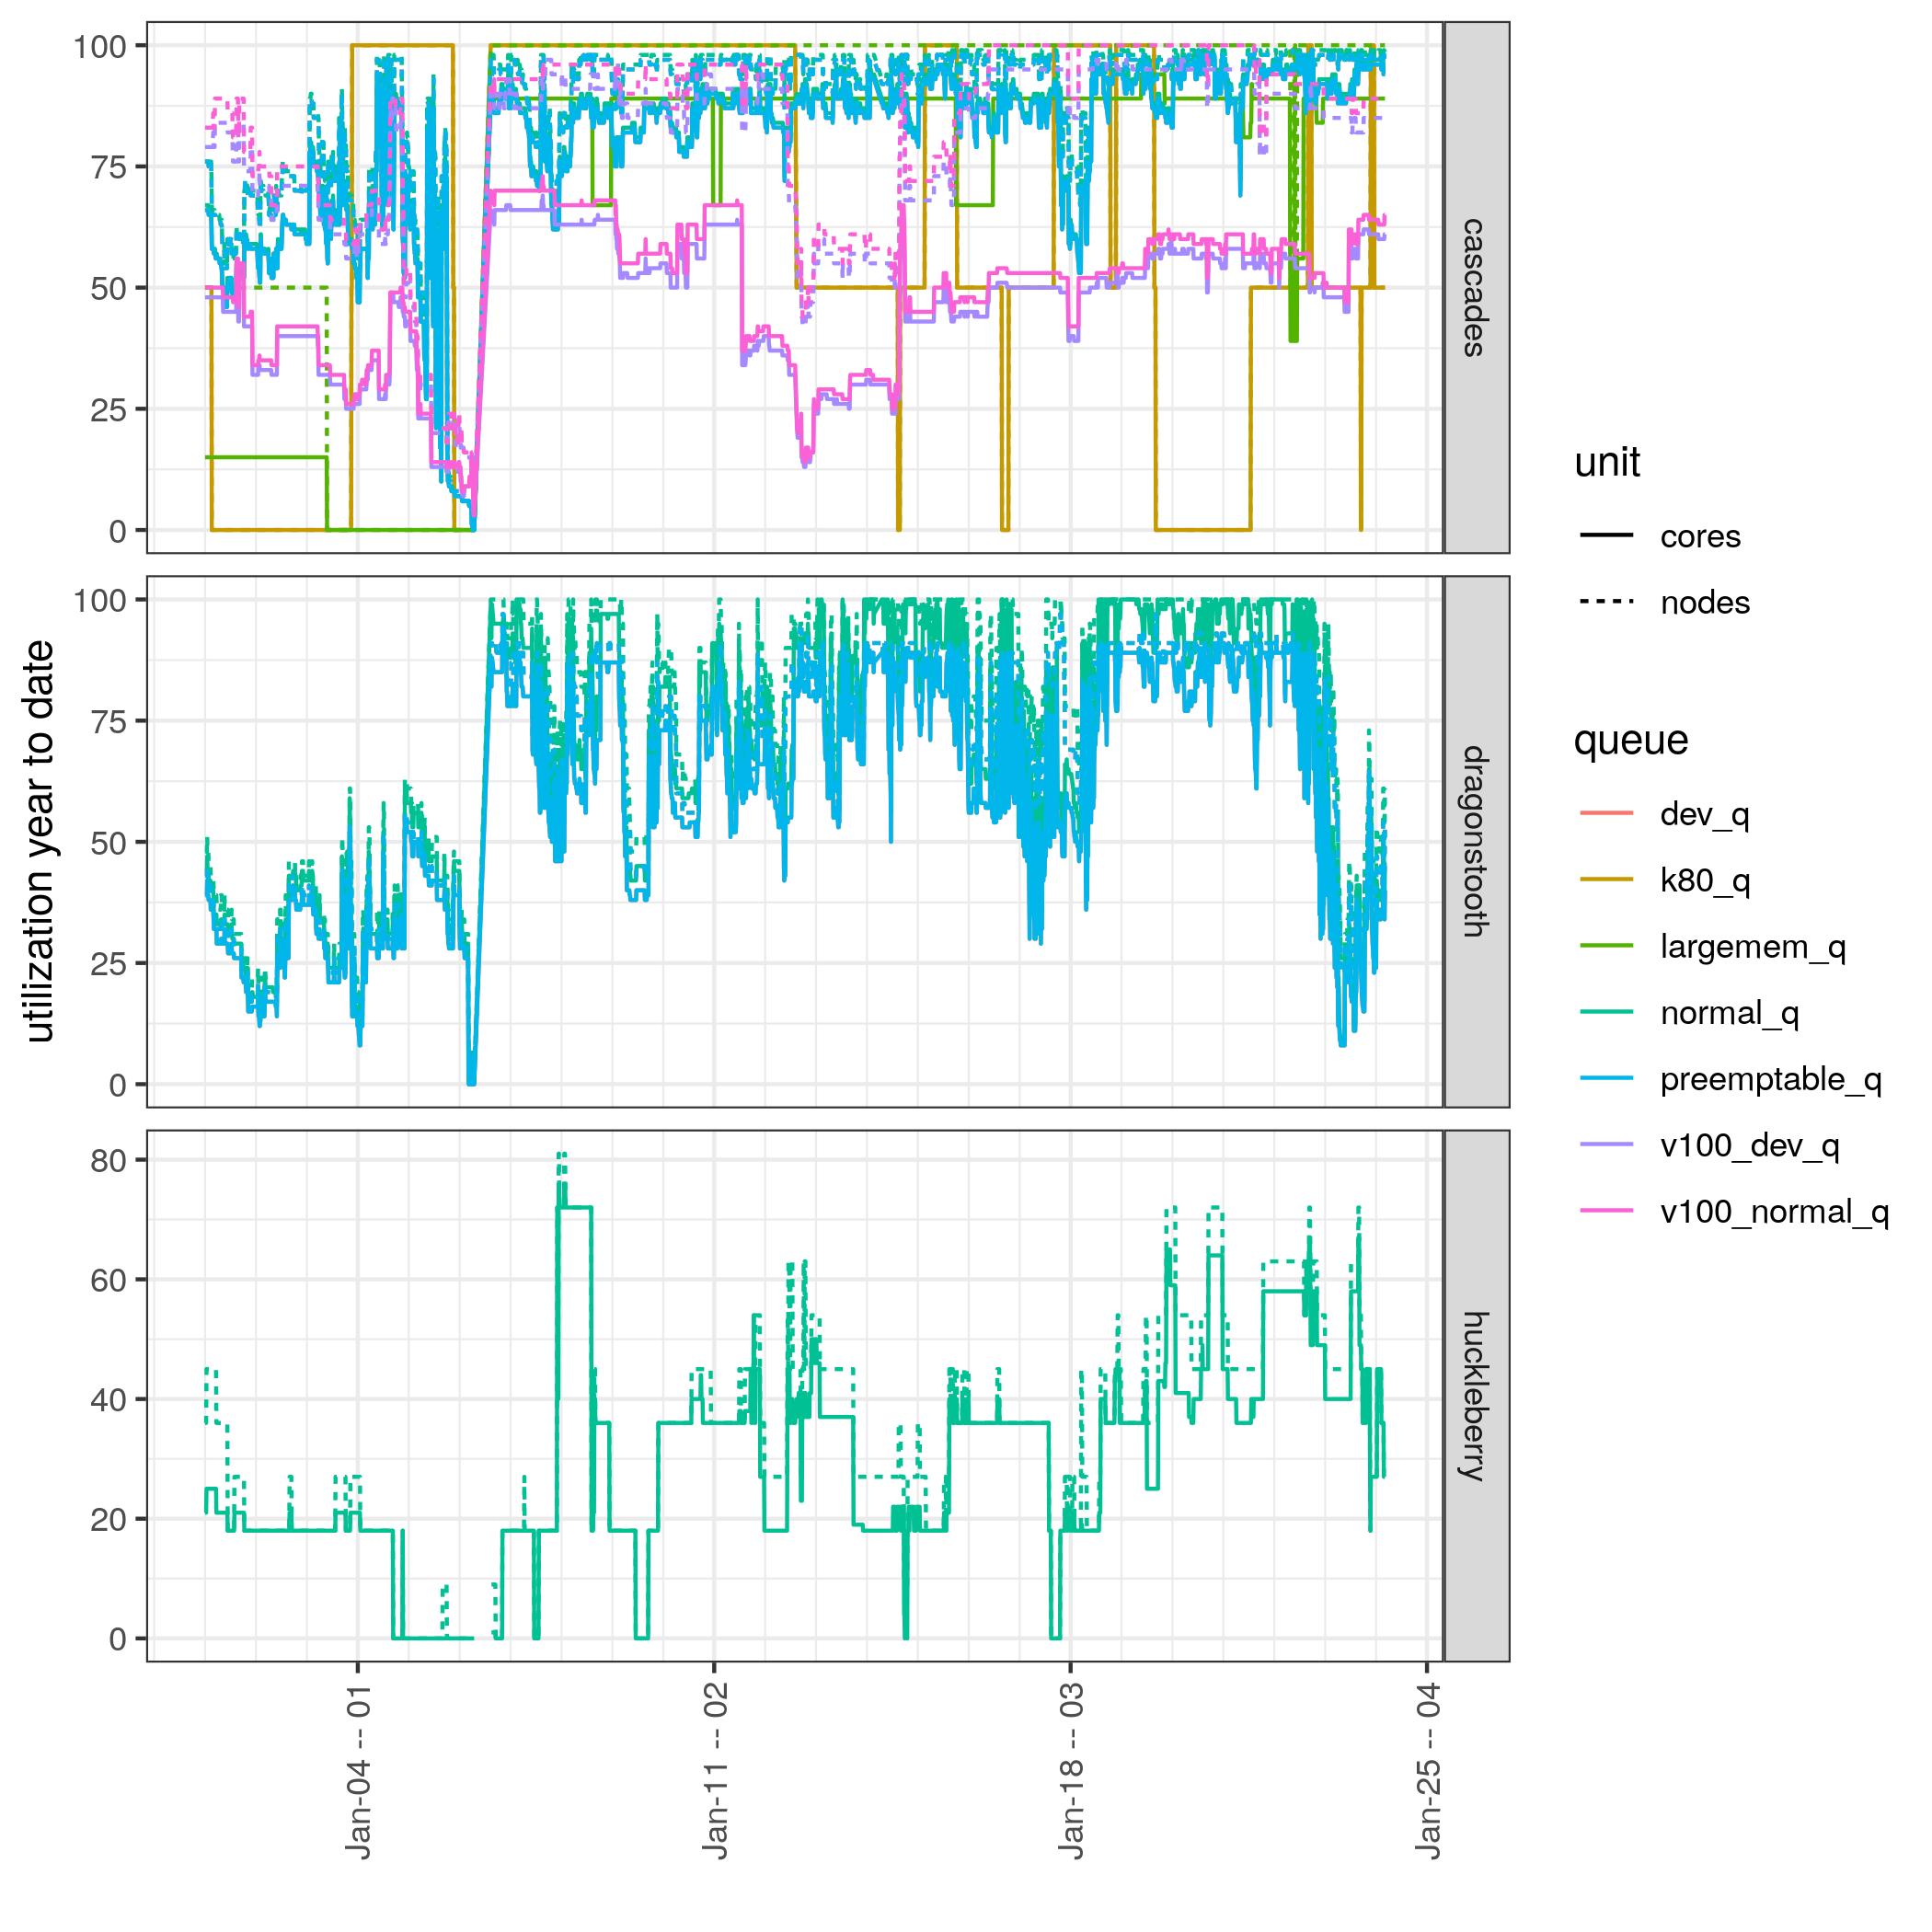 utilization year to date
100
75
50
25
0
cascades
100
75
50
25
0
dragonstooth
80
60
40
20
0
huckleberry
Jan-04 -- 01
Jan-11 -- 02
Jan-18 -- 03
Jan-25 -- 04
unit
cores
nodes
queue
dev_q
k80_q
largemem_q
normal_q
preemptable_q
v100_dev_q
v100_normal_q